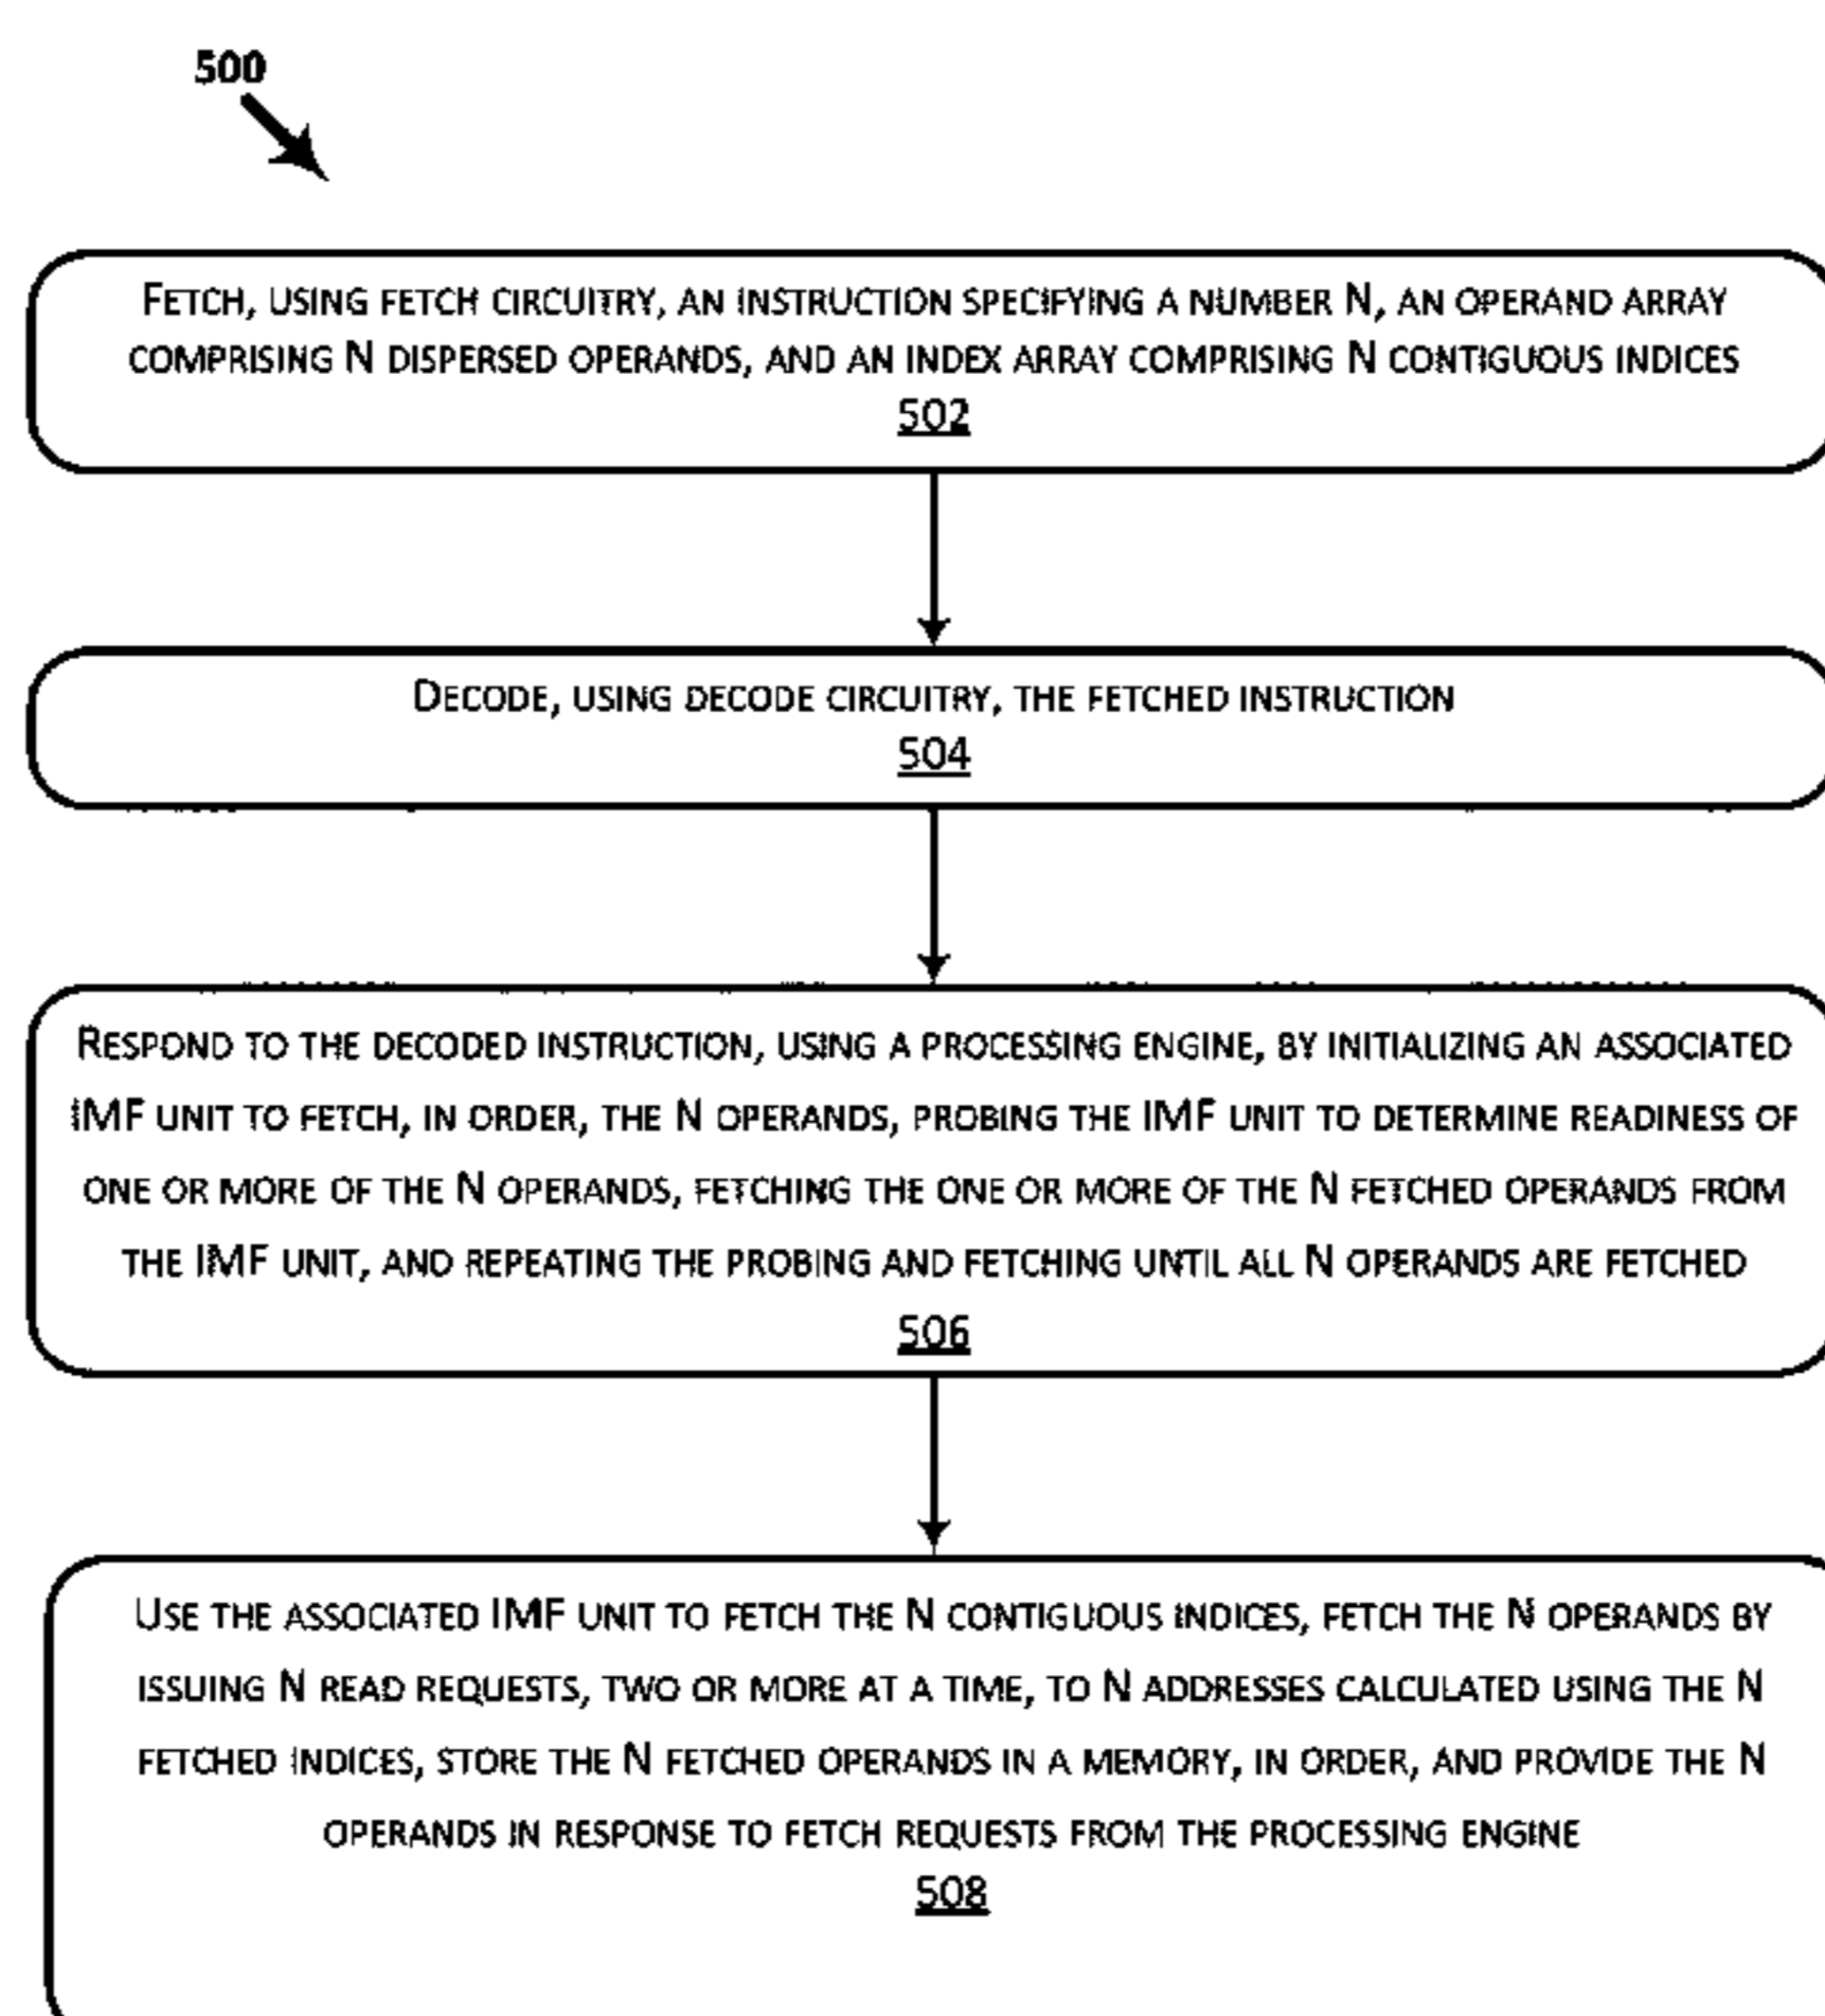 500
FETCH, USING FETCH CIRCUITRY, AN INSTRUCTION SPECIFYING A NUMBER N, AN OPERAND ARRAY
COMPRISING N DISPERSED OPERANDS, AND AN INDEX ARRAY COMPRISING N CONTIGUOUS INDICES
502
DECODE, USING DECODE CIRCUITRY, THE FETCHED INSTRUCTION
504
RESPOND TO THE DECODED INSTRUCTION, USING A PROCESSING ENGINE, BY INITIALIZING AN ASSOCIATED
IMF UNIT TO FETCH, IN ORDER, THE N OPERANDS, PROBING THE IMF UNIT TO DETERMINE READINESS OF
ONE OR MORE OF THE N OPERANDS, FETCHING THE ONE OR MORE OF THE N FETCHED OPERANDS FROM
THE IMF UNIT, AND REPEATING THE PROBING AND FETCHING UNTIL ALL N OPERANDS ARE FETCHED
506
USE THE ASSOCIATED IMF UNIT TO FETCH THE N CONTIGUOUS INDICES, FETCH THE N OPERANDS BY
ISSUING N READ REQUESTS, TWO OR MORE AT A TIME, TO N ADDRESSES CALCULATED USING THE N
FETCHED INDICES, STORE THE N FETCHED OPERANDS IN A MEMORY, IN ORDER, AND PROVIDE THE N
OPERANDS IN RESPONSE TO FETCH REQUESTS FROM THE PROCESSING ENGINE
508